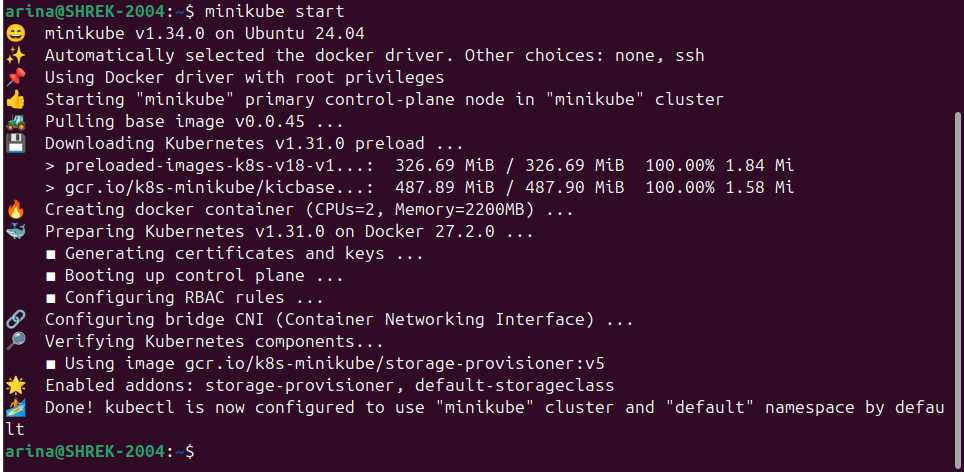 arina@SHREK-2004:~$ minikube start
😄 minikube v1.34.0 on Ubuntu 24.04
✨ Automatically selected the docker driver. Other choices: none, ssh
📌 Using Docker driver with root privileges
👍 Starting "minikube" primary control-plane node in "minikube" cluster
🚜 Pulling base image v0.0.45 ...
💾 Downloading Kubernetes v1.31.0 preload ...
> preloaded-images-k8s-v18-v1...: 326.69 MiB / 326.69 MiB 100.00% 1.84 Mi
> gcr.io/k8s-minikube/kicbase...: 487.89 MiB / 487.90 MiB 100.00% 1.58 Mi
🔥 Creating docker container (CPUs=2, Memory=2200MB) ...
🐳 Preparing Kubernetes v1.31.0 on Docker 27.2.0 ...
▪ Generating certificates and keys ...
▪ Booting up control plane ...
▪ Configuring RBAC rules ...
🔗 Configuring bridge CNI (Container Networking Interface) ...
🔎 Verifying Kubernetes components...
▪ Using image gcr.io/k8s-minikube/storage-provisioner:v5
🌟 Enabled addons: storage-provisioner, default-storageclass
🏄 Done! kubectl is now configured to use "minikube" cluster and "default" namespace by defau
lt
arina@SHREK-2004:~$